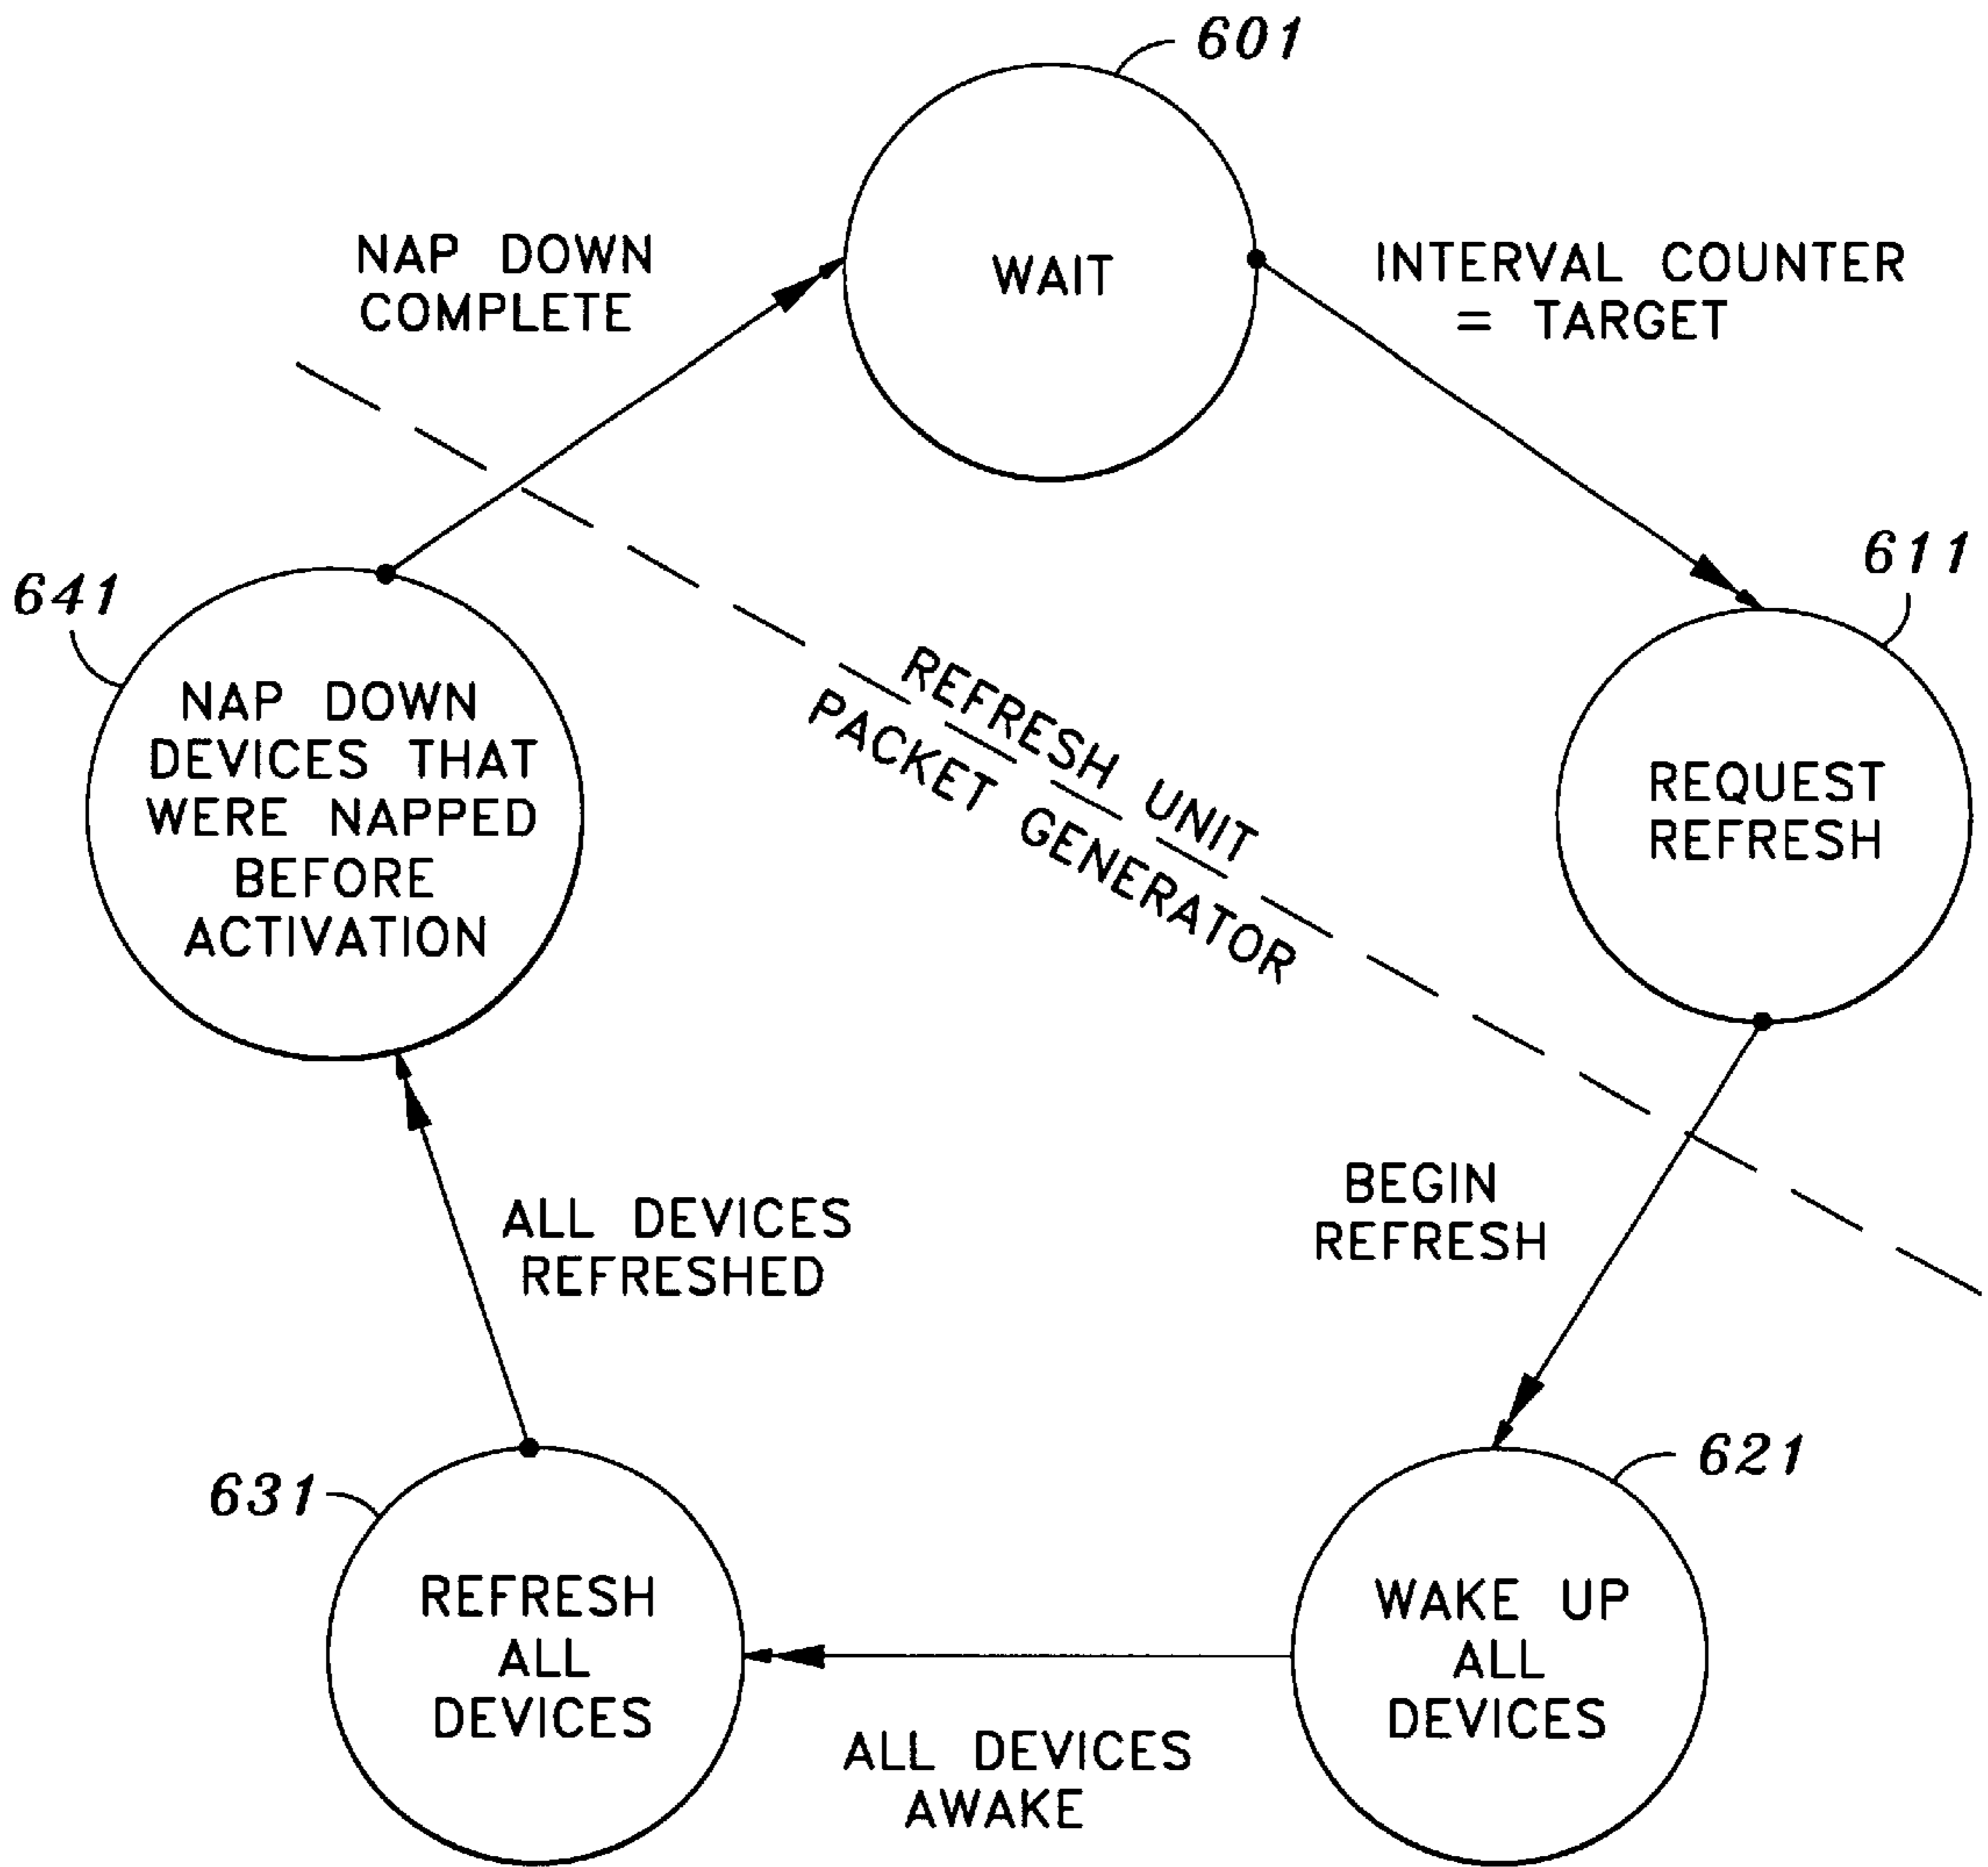 601
WAIT
NAP DOWN
COMPLETE
INTERVAL COUNTER
= TARGET
611
REQUEST
REFRESH
641
NAP DOWN
DEVICES THAT
WERE NAPPED
BEFORE
ACTIVATION
REFRESH UNIT
PACKET GENERATOR
BEGIN
REFRESH
ALL DEVICES
REFRESHED
621
WAKE UP
ALL
DEVICES
631
REFRESH
ALL
DEVICES
ALL DEVICES
AWAKE